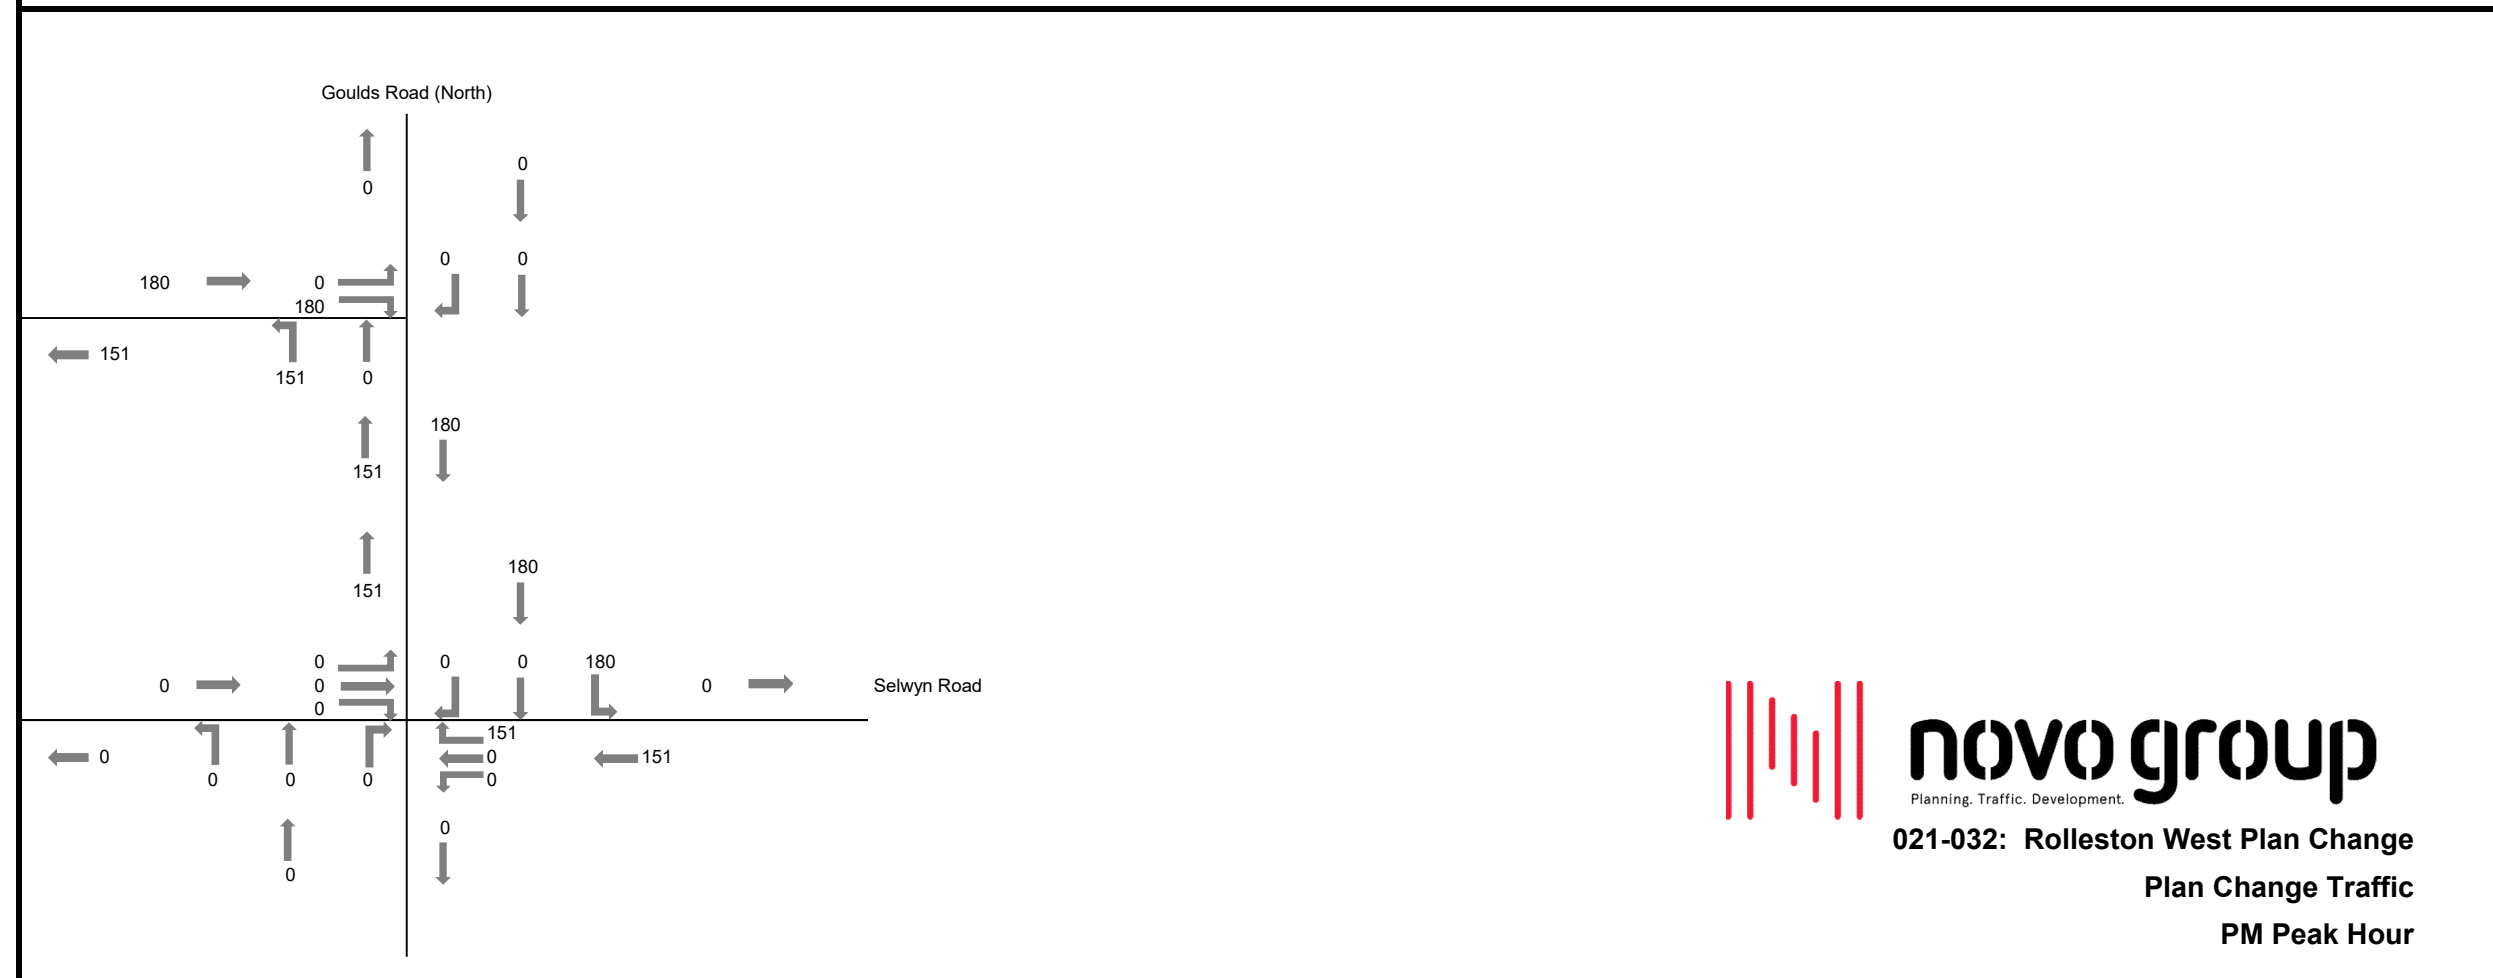 Goulds Road (North)
0
0
0 0
180 0
180
151
151 0
180
151
180
151
0 0 0 180
0 0 0 Selwyn Road
0
151
0 0 151
0 0 0 0
0
0
novo group
Planning. Traffic. Development.
021-032: Rolleston West Plan Change
Plan Change Traffic
PM Peak Hour